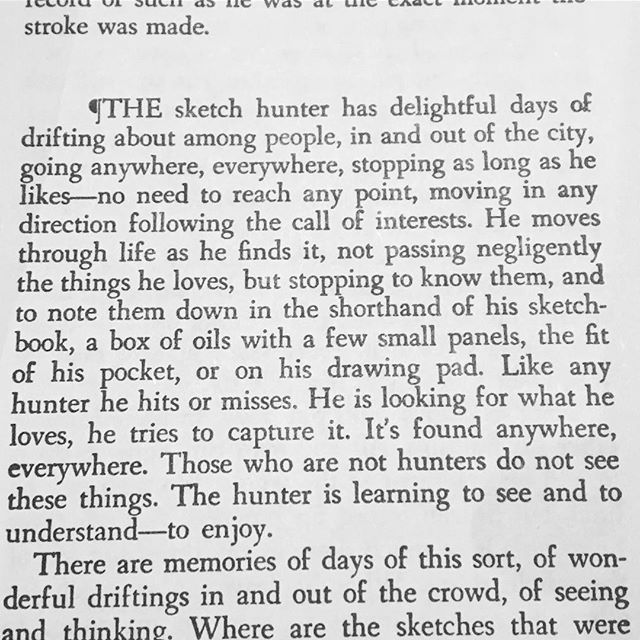 record or such as he was at the exact moment the
stroke was made.
¶THE sketch hunter has delightful days of
drifting about among people, in and out of the city,
going anywhere, everywhere, stopping as long as he
likes—no need to reach any point, moving in any
direction following the call of interests. He moves
through life as he finds it, not passing negligently
the things he loves, but stopping to know them, and
to note them down in the shorthand of his sketch-
book, a box of oils with a few small panels, the fit
of his pocket, or on his drawing pad. Like any
hunter he hits or misses. He is looking for what he
loves, he tries to capture it. It's found anywhere,
everywhere. Those who are not hunters do not see
these things. The hunter is learning to see and to
understand—to enjoy.
There are memories of days of this sort, of won-
derful driftings in and out of the crowd, of seeing
and thinking. Where are the sketches that were